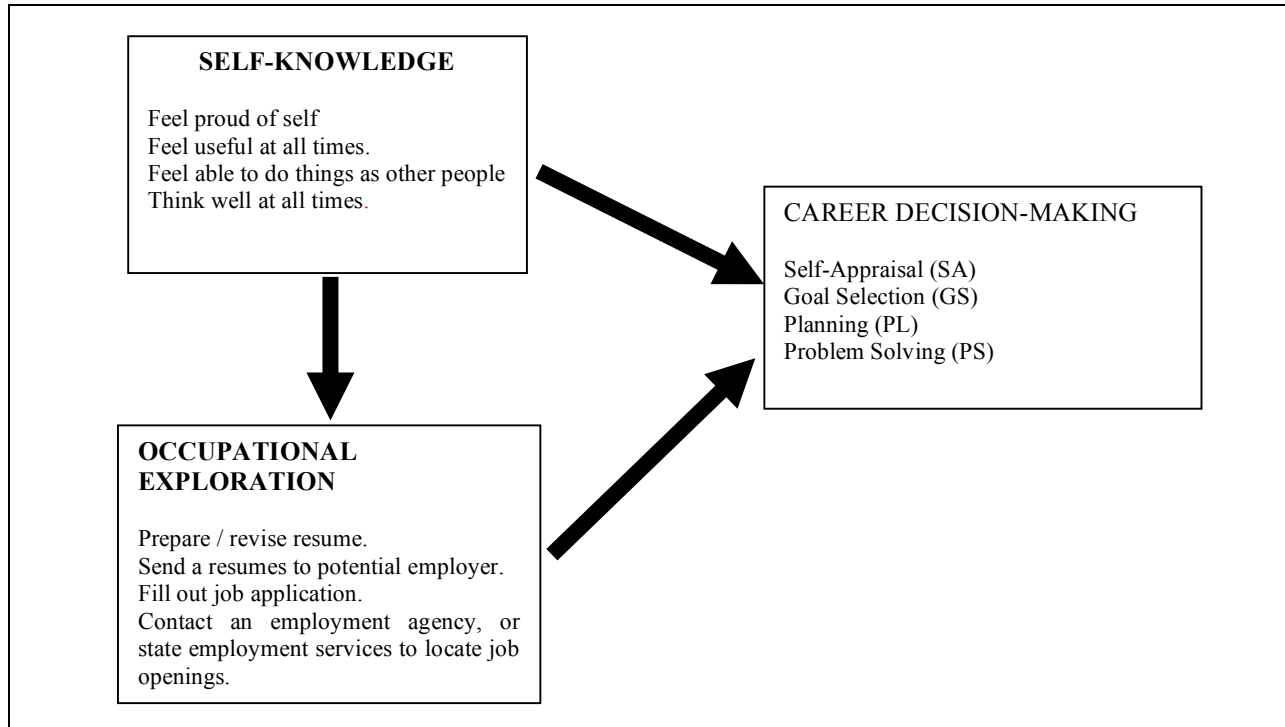 SELF-KNOWLEDGE
Feel proud of self
Feel useful at all times.
Feel able to do things as other people
Think well at all times.
CAREER DECISION-MAKING
Self-Appraisal (SA)
Goal Selection (GS)
Planning (PL)
Problem Solving (PS)
OCCUPATIONAL
EXPLORATION
Prepare / revise resume.
Send a resumes to potential employer.
Fill out job application.
Contact an employment agency, or
state employment services to locate job
openings.